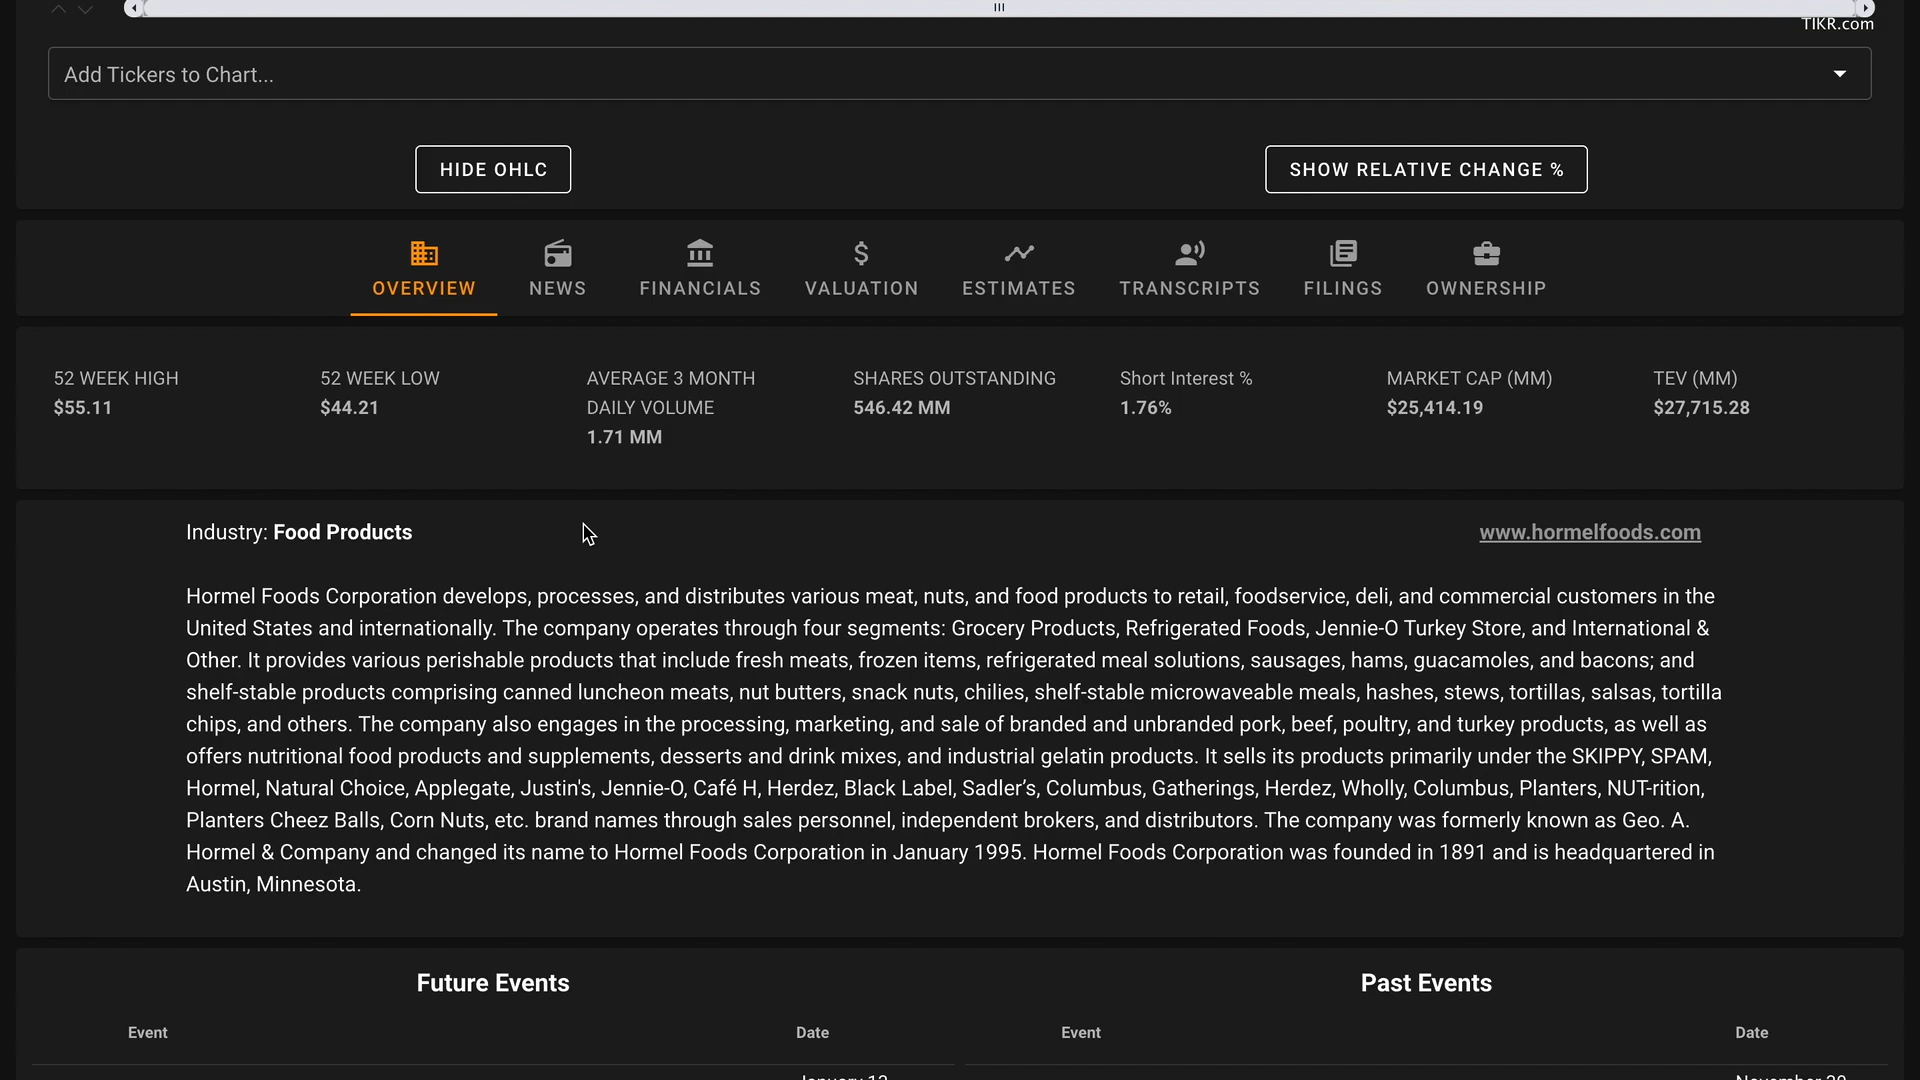 TIKR.com
Add Tickers to Chart...
HIDE OHLC
SHOW RELATIVE CHANGE %
OVERVIEW
NEWS
FINANCIALS
VALUATION
ESTIMATES
TRANSCRIPTS
FILINGS
OWNERSHIP
52 WEEK HIGH
$55.11
52 WEEK LOW
$44.21
AVERAGE 3 MONTH
DAILY VOLUME
1.71 MM
SHARES OUTSTANDING
546.42 MM
Short Interest %
1.76%
MARKET CAP (MM)
$25,414.19
TEV (MM)
$27,715.28
Industry: Food Products
www.hormelfoods.com
Hormel Foods Corporation develops, processes, and distributes various meat, nuts, and food products to retail, foodservice, deli, and commercial customers in the
United States and internationally. The company operates through four segments: Grocery Products, Refrigerated Foods, Jennie-O Turkey Store, and International &
Other. It provides various perishable products that include fresh meats, frozen items, refrigerated meal solutions, sausages, hams, guacamoles, and bacons; and
shelf-stable products comprising canned luncheon meats, nut butters, snack nuts, chilies, shelf-stable microwaveable meals, hashes, stews, tortillas, salsas, tortilla
chips, and others. The company also engages in the processing, marketing, and sale of branded and unbranded pork, beef, poultry, and turkey products, as well as
offers nutritional food products and supplements, desserts and drink mixes, and industrial gelatin products. It sells its products primarily under the SKIPPY, SPAM,
Hormel, Natural Choice, Applegate, Justin's, Jennie-O, Café H, Herdez, Black Label, Sadler’s, Columbus, Gatherings, Herdez, Wholly, Columbus, Planters, NUT-rition,
Planters Cheez Balls, Corn Nuts, etc. brand names through sales personnel, independent brokers, and distributors. The company was formerly known as Geo. A.
Hormel & Company and changed its name to Hormel Foods Corporation in January 1995. Hormel Foods Corporation was founded in 1891 and is headquartered in
Austin, Minnesota.
Future Events
Past Events
Event
Date
Event
Date